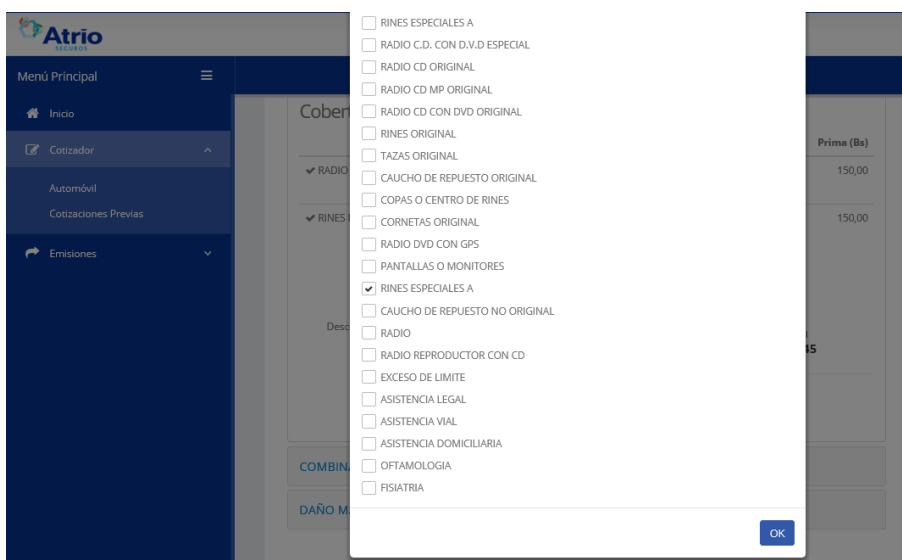 Atrio
SEGUROS
Menú Principal
Inicio
Cotizador
Automóvil
Cotizaciones Previas
Emisiones
RINES ESPECIALES A
RADIO C.D. CON D.V.D ESPECIAL
RADIO CD ORIGINAL
RADIO CD MP ORIGINAL
RADIO CD CON DVD ORIGINAL
RINES ORIGINAL
TAZAS ORIGINAL
CAUCHO DE REPUESTO ORIGINAL
COPAS O CENTRO DE RINES
CORNETAS ORIGINAL
RADIO DVD CON GPS
PANTALLAS O MONITORES
RINES ESPECIALES A
CAUCHO DE REPUESTO NO ORIGINAL
RADIO
RADIO REPRODUCTOR CON CD
EXCESO DE LIMITE
ASISTENCIA LEGAL
ASISTENCIA VIAL
ASISTENCIA DOMICILIARIA
OFTAMOLOGIA
FISIATRIA
OK
Prima (Bs)
RADIO
150,00
RINES
150,00